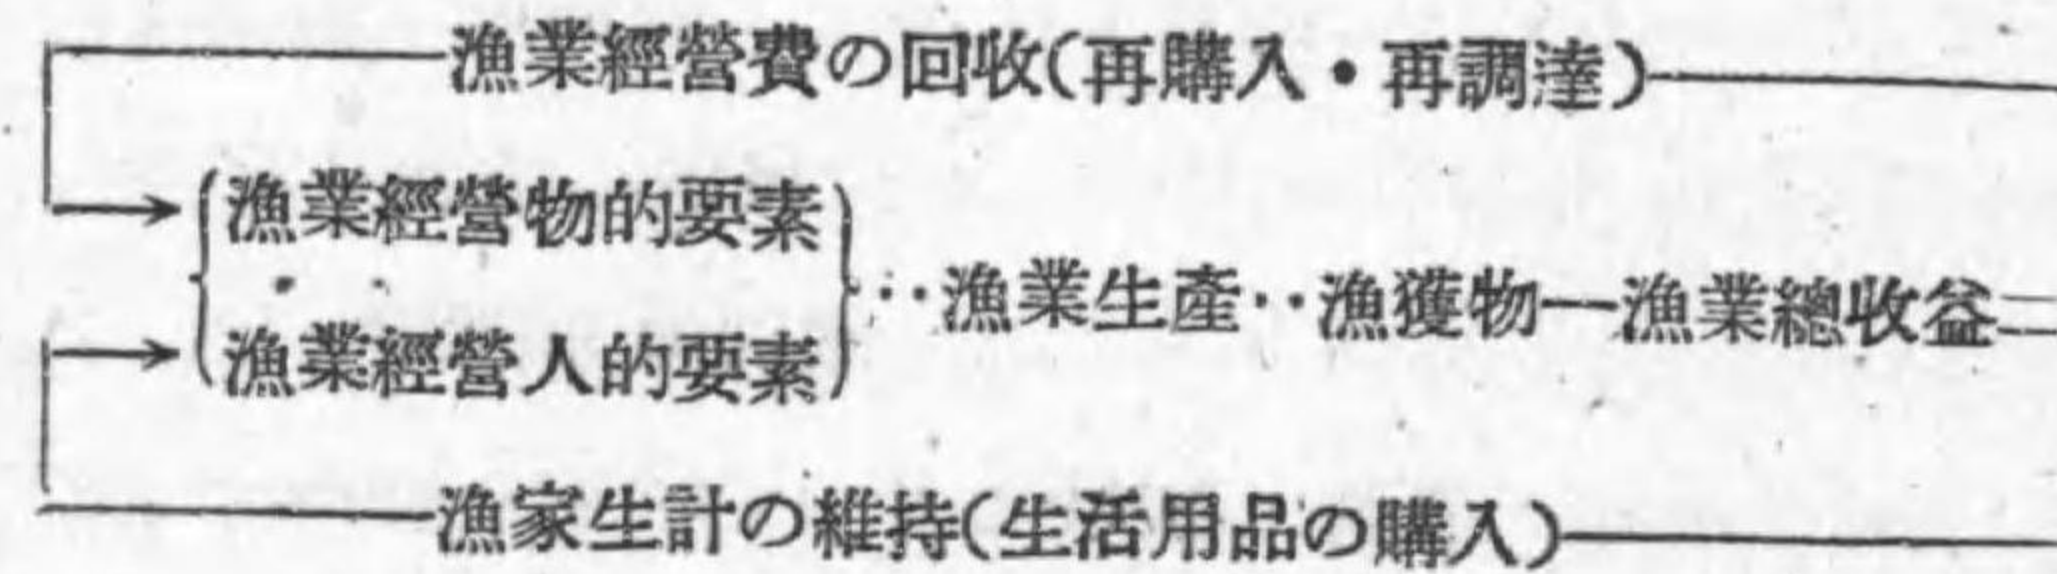 漁業經營費の回收(再購入・再調達)
漁業經營物的要素
漁業經營人的要素
‥漁業生產‥漁獲物―漁業總收益
漁家生計の維持(生活用品の購入)